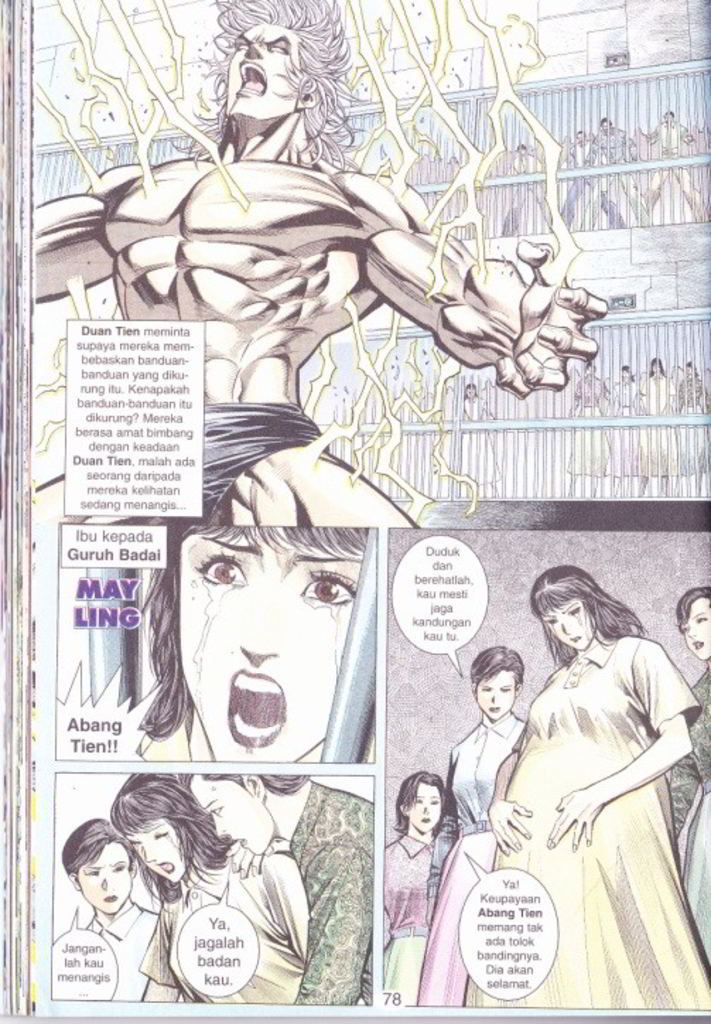 Duan Tien meminta
supaya mereka mem-
bebaskan banduan-
banduan yang diku-
rung itu. Kenapakah
banduan-banduan itu
dikurung? Mereka
berasa amat bimbang
dengan keadaan
Duan Tien, malah ada
seorang daripada
mereka kelihatan
sedang menangis...
Ibu kepada
Guruh Badai
MAY
LING
Abang
Tien!!
Duduk
dan
berehatlah,
kau mesti
jaga
kandungan
kau tu.
Jangan-
lah kau
menangis
...
Ya,
jagalah
badan
kau.
Ya!
Keupayaan
Abang Tien
memang tak
ada tolok
bandingnya.
Dia akan
selamat.
78